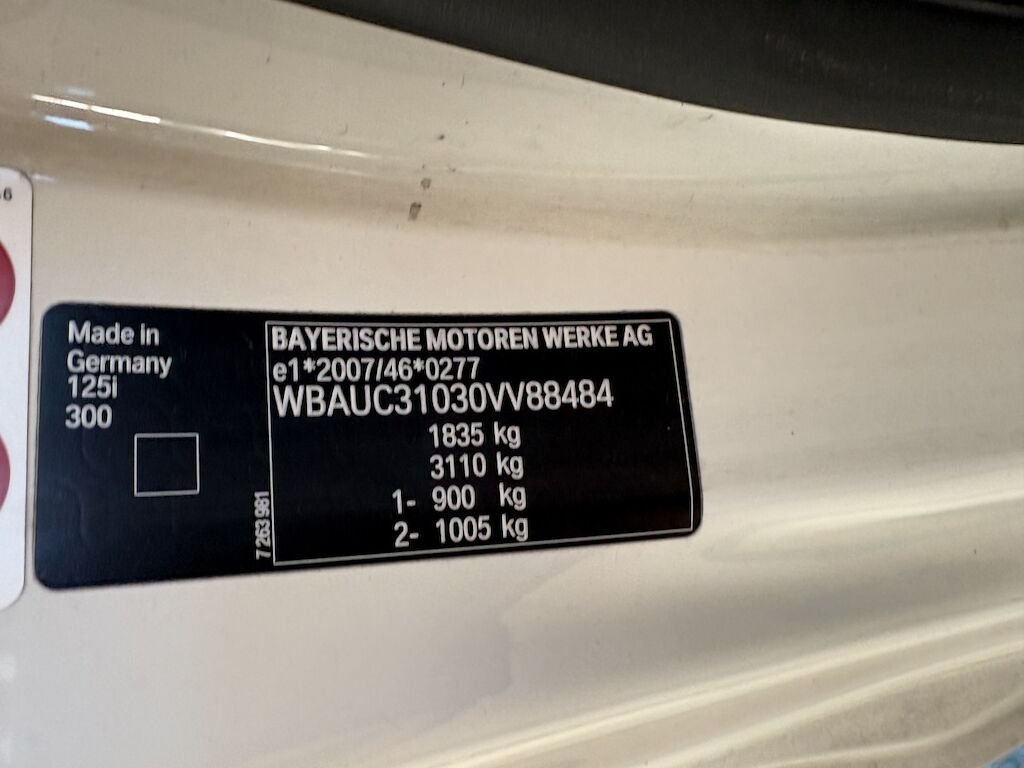 Made in
Germany
125i
300
7 263 981
BAYERISCHE MOTOREN WERKE AG
e1*2007/46*0277
WBAUC31030VV88484
1835 kg
3110 kg
1- 900 kg
2- 1005 kg